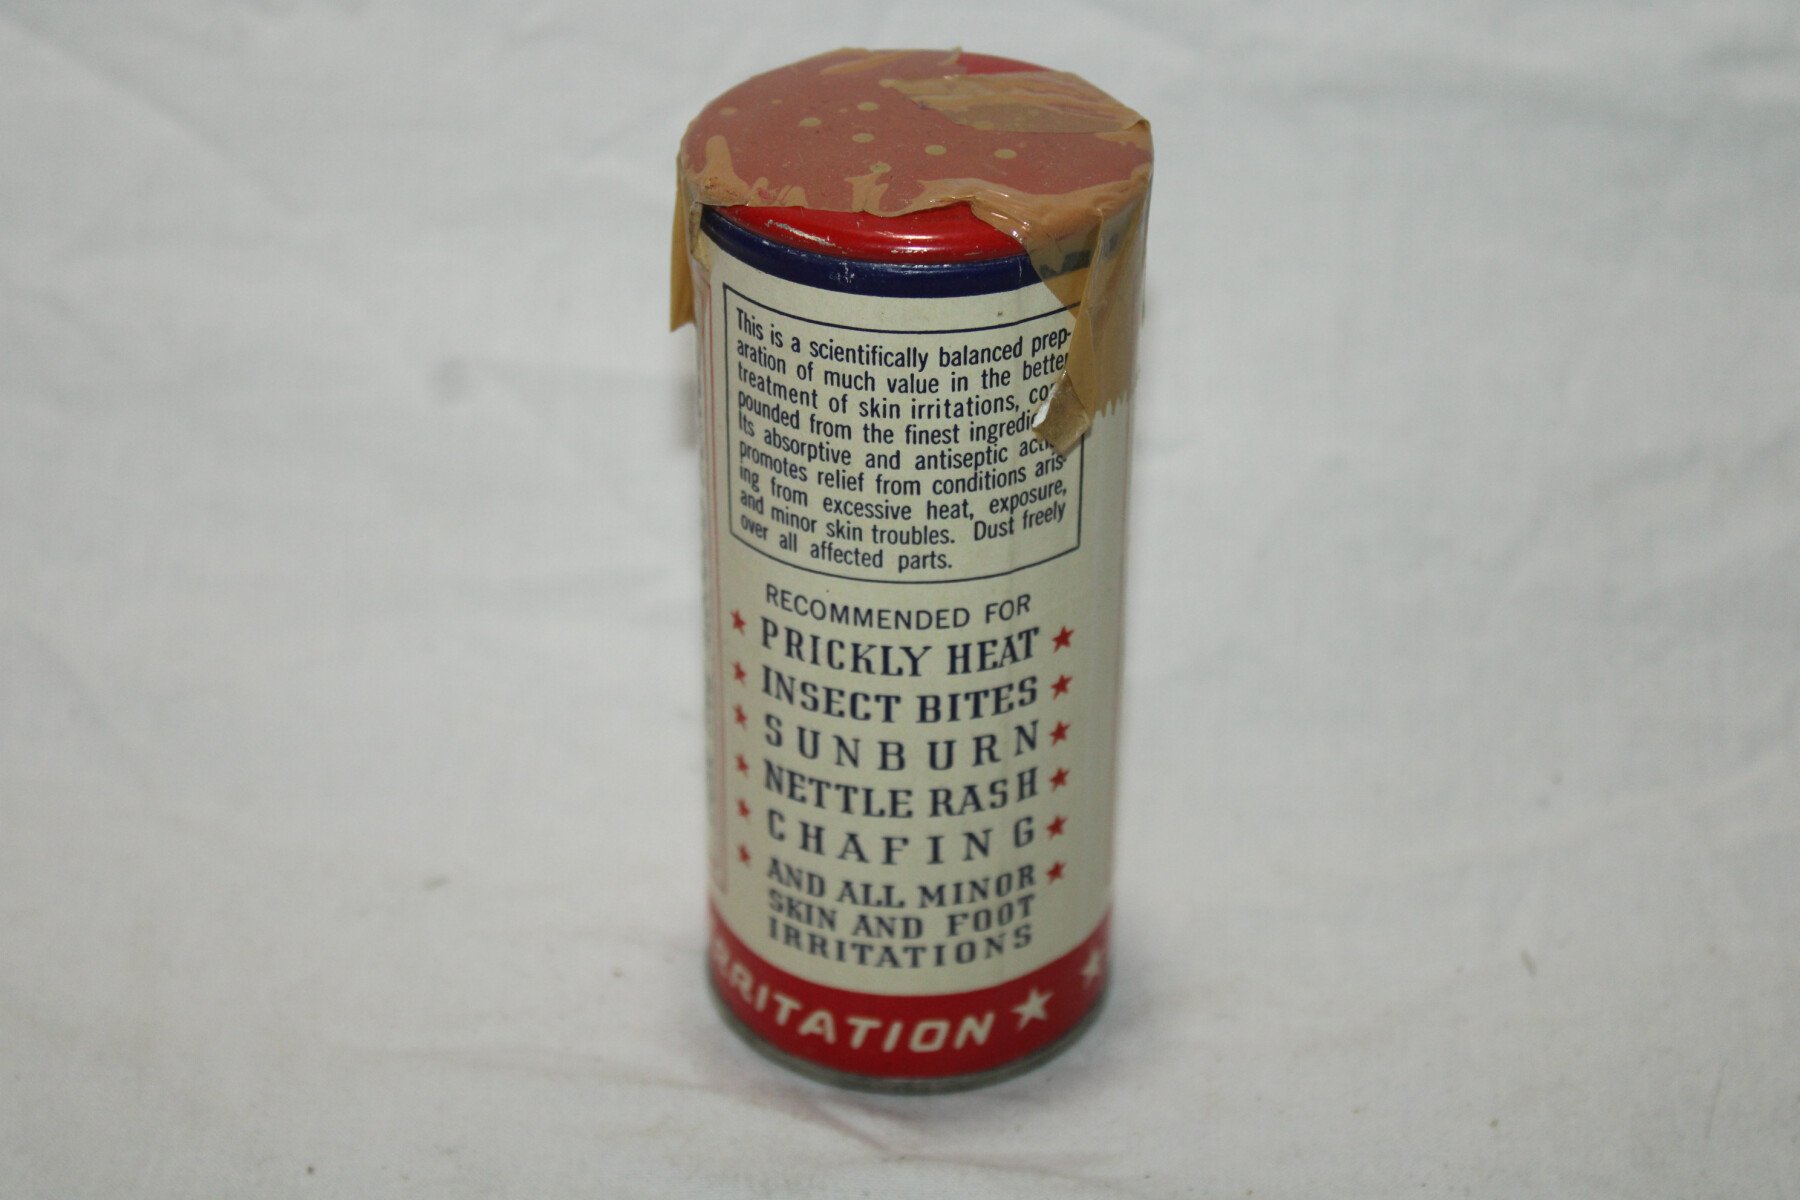 This is a scientifically balanced prep-
aration of much value in the better
treatment of skin irritations,
pounded from the finest
Its absorptive and antiseptic
promotes relief from conditions aris-
ing from excessive heat, exposure,
and minor skin troubles. Dust freely
over all affected parts.
RECOMMENDED FOR
★ PRICKLY HEAT ★
★ INSECT BITES ★
★ SUNBURN ★
★ NETTLE RASH ★
★ CHAFING ★
★ AND ALL MINOR ★
SKIN AND FOOT
IRRITATIONS
RRITATION ★ ★